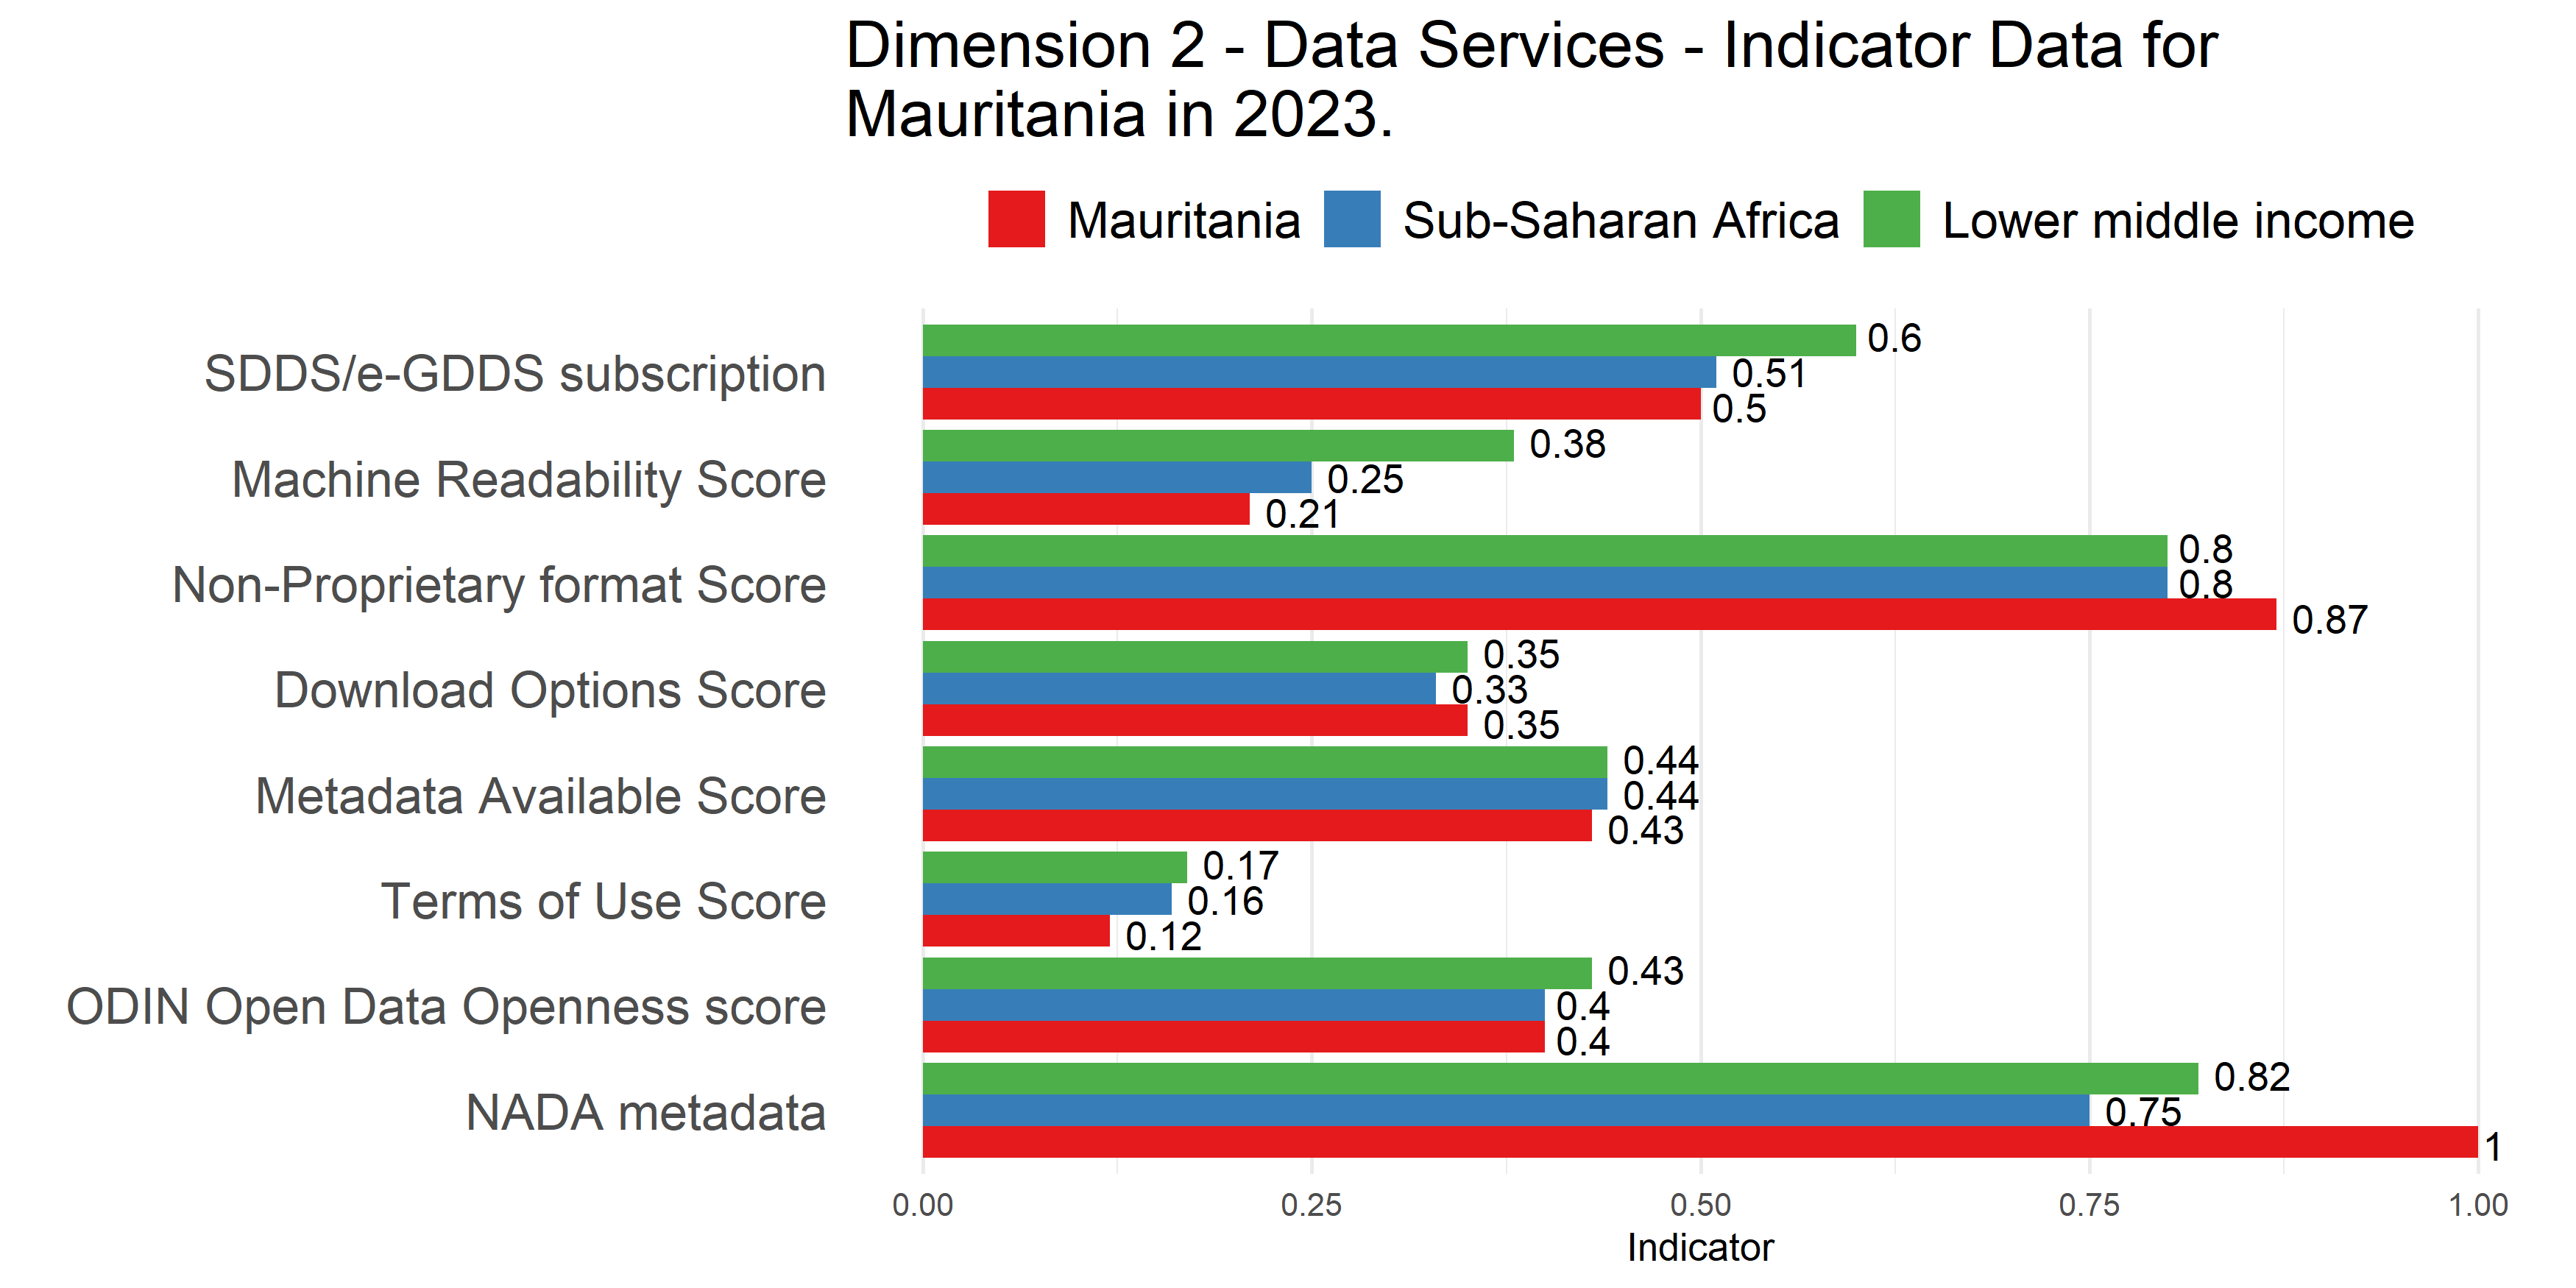 Dimension 2 - Data Services - Indicator Data for
Mauritania in 2023.
Mauritania
Sub-Saharan Africa
Lower middle income
SDDS/e-GDDS subscription
0.6
0.51
0.5
Machine Readability Score
0.38
0.25
0.21
Non-Proprietary format Score
0.8
0.8
0.87
Download Options Score
0.35
0.33
0.35
Metadata Available Score
0.44
0.44
0.43
Terms of Use Score
0.17
0.16
0.12
ODIN Open Data Openness score
0.43
0.4
0.4
NADA metadata
0.82
0.75
1
0.00 0.25 0.50 0.75 1.00
Indicator